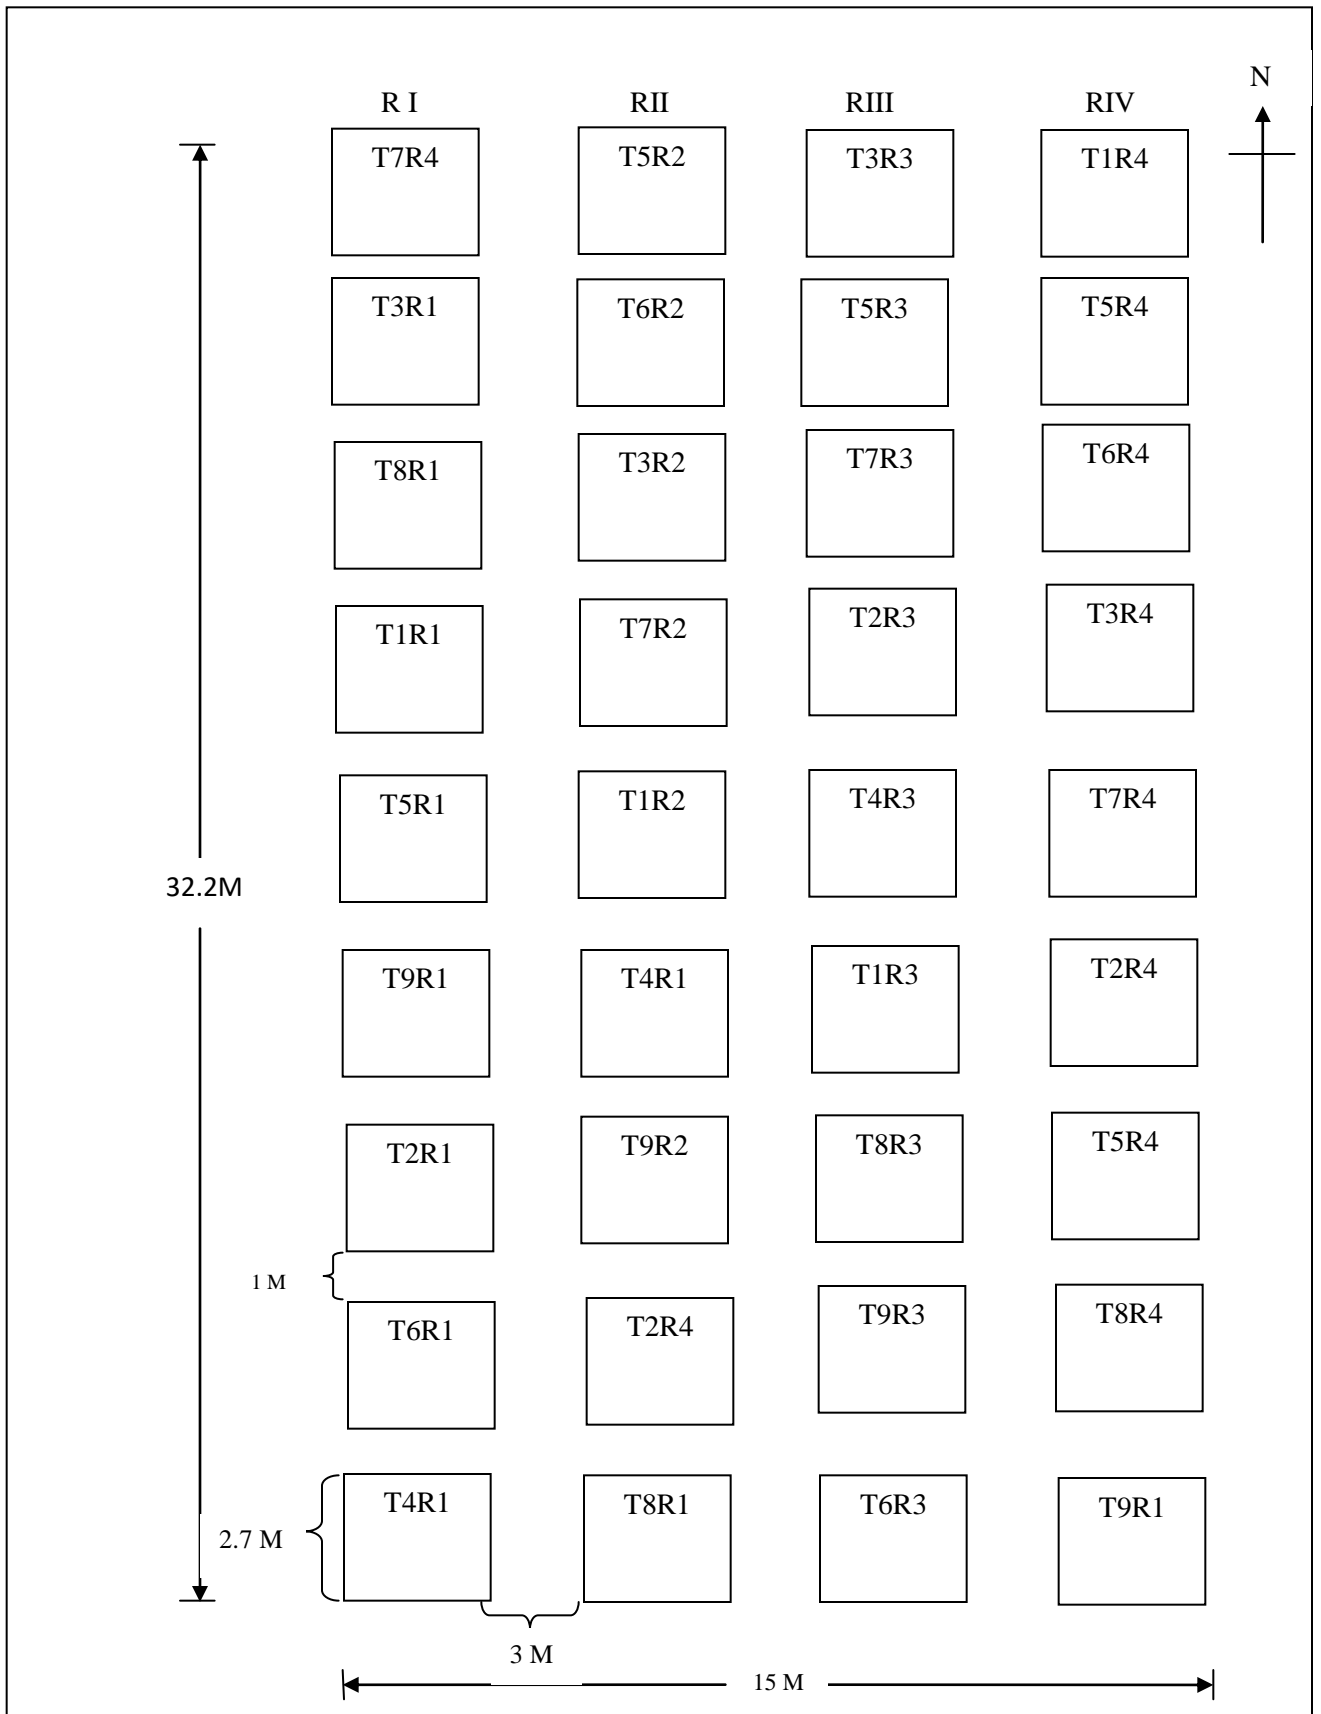 N
R I RII RIII RIV
T7R4 T5R2 T3R3 T1R4
T3R1 T6R2 T5R3 T5R4
T8R1 T3R2 T7R3 T6R4
T1R1 T7R2 T2R3 T3R4
T5R1 T1R2 T4R3 T7R4
32.2M
T9R1 T4R1 T1R3 T2R4
T2R1 T9R2 T8R3 T5R4
1 M
T6R1 T2R4 T9R3 T8R4
T4R1 T8R1 T6R3 T9R1
2.7 M
3 M
15 M